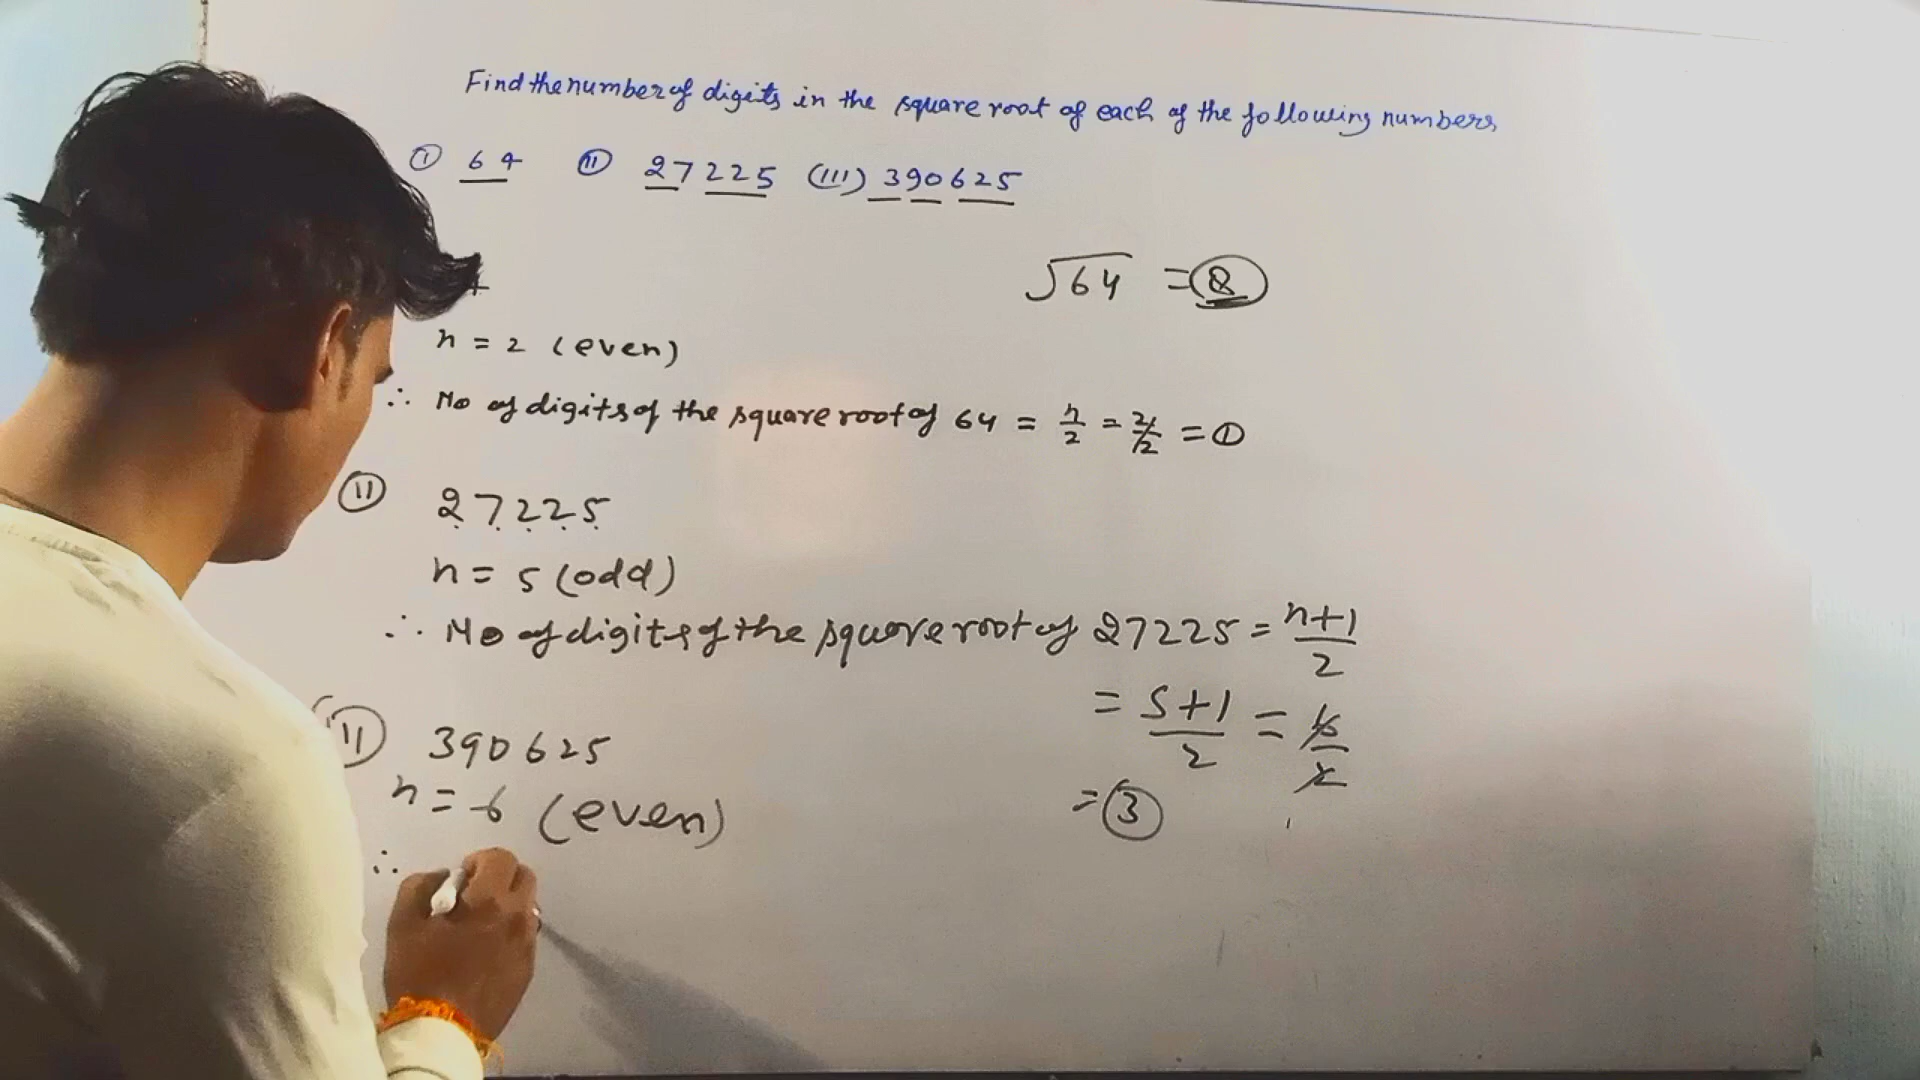 Find the number of digits in the square root of each of the following numbers,
(i) 64 (ii) 27225 (III) 390625
√64 = 8
n = 2 (even)
∴ No of digits of the square root of 64 = n/2 = 2/2 = 1
(ii) 27225
n = 5 (odd)
∴ No of digits of the square root of 27225 = n+1/2
= 5+1/2 = 6/2
= 3
(III) 390625
n = 6 (even)
∴